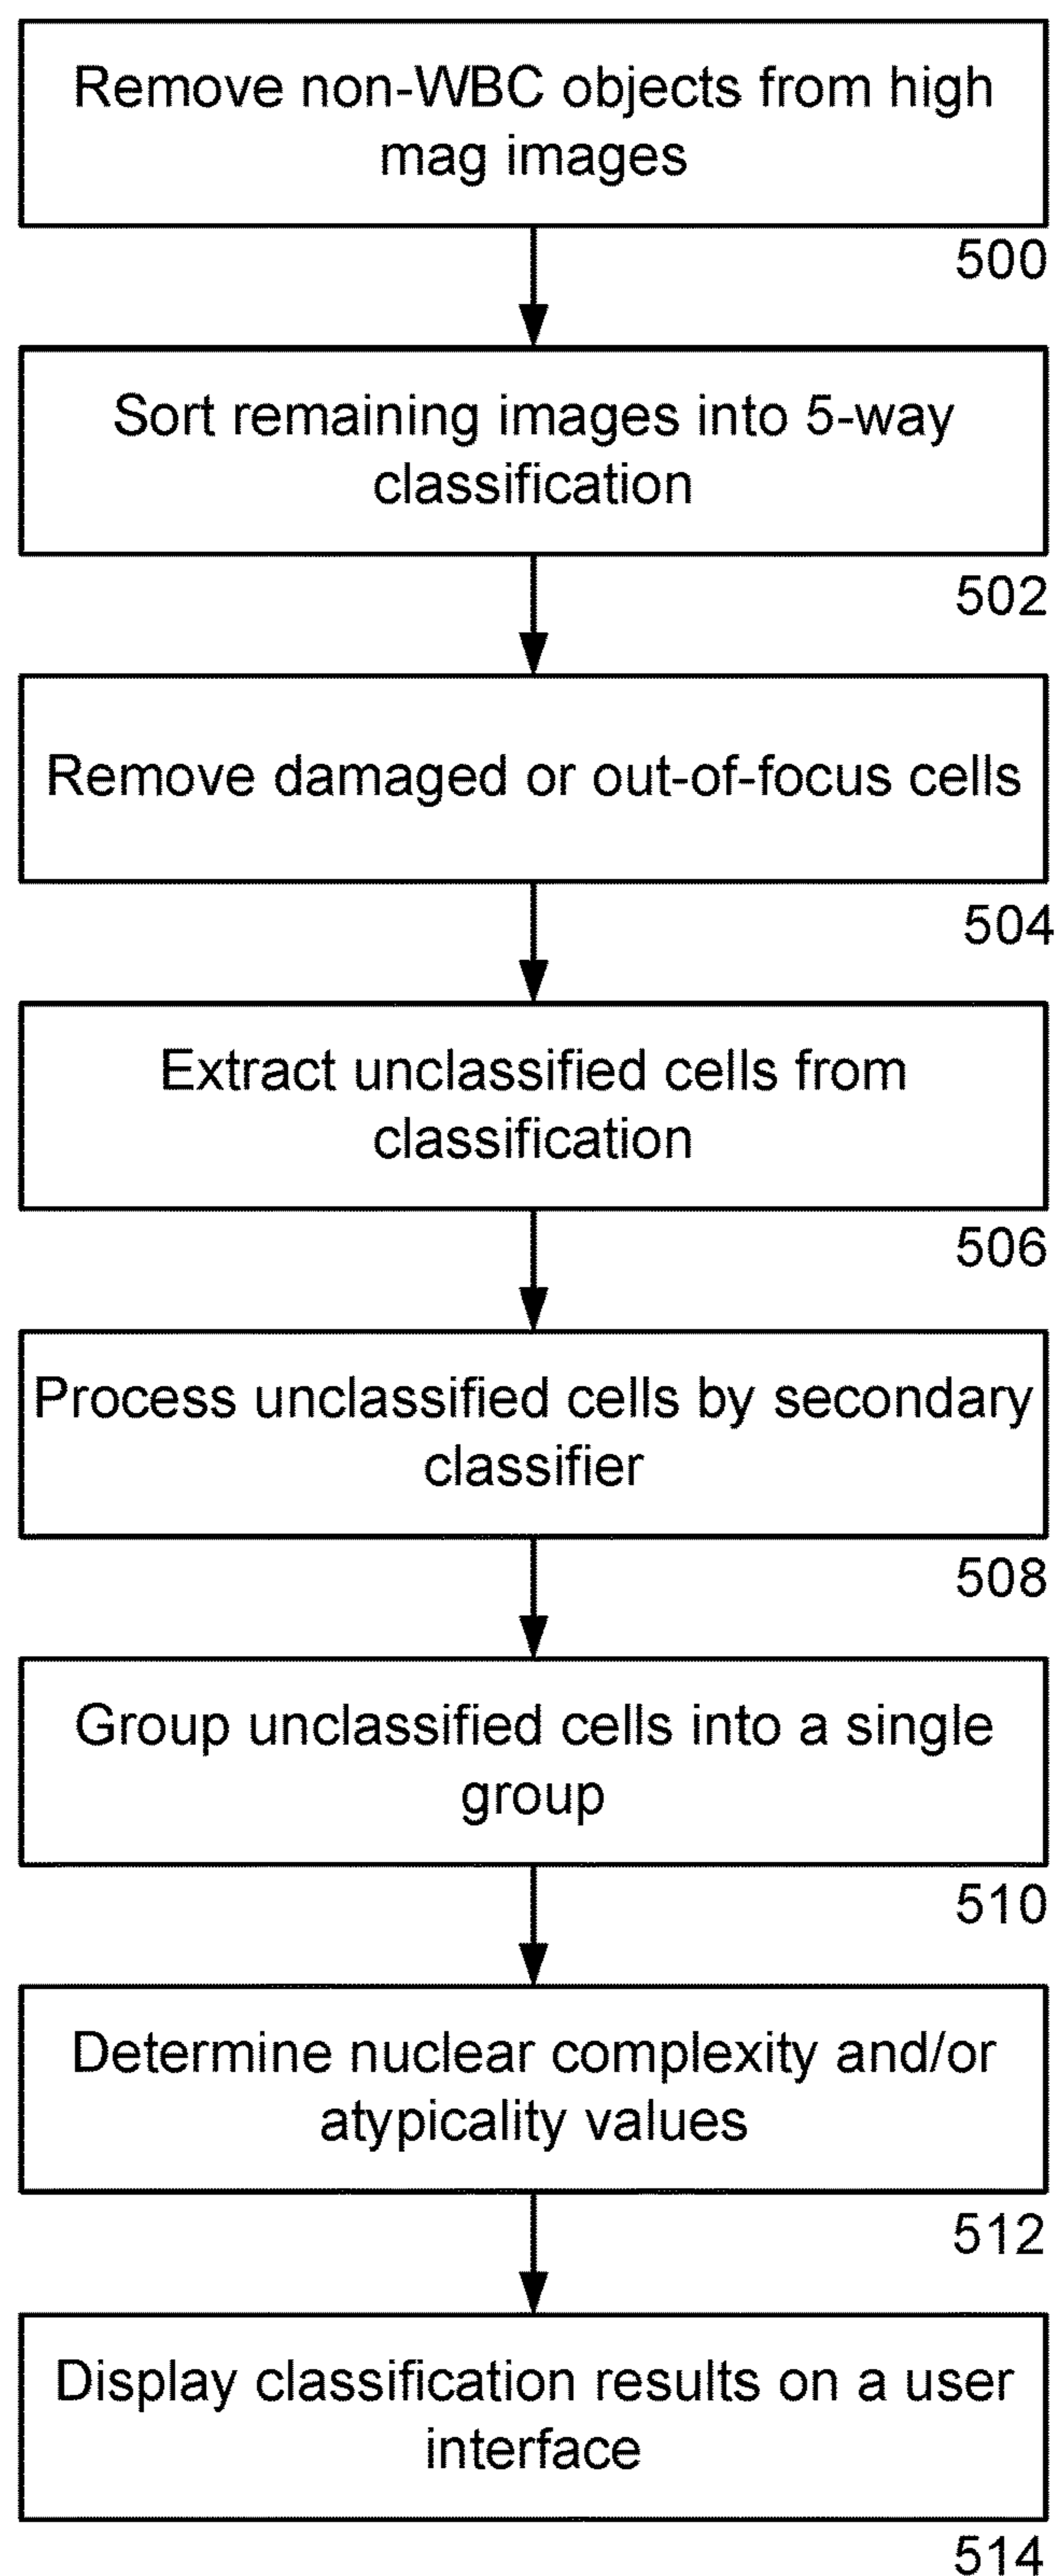 Remove non-WBC objects from high
mag images
500
Sort remaining images into 5-way
classification
502
Remove damaged or out-of-focus cells
504
Extract unclassified cells from
classification
506
Process unclassified cells by secondary
classifier
508
Group unclassified cells into a single
group
510
Determine nuclear complexity and/or
atypicality values
512
Display classification results on a user
interface
514